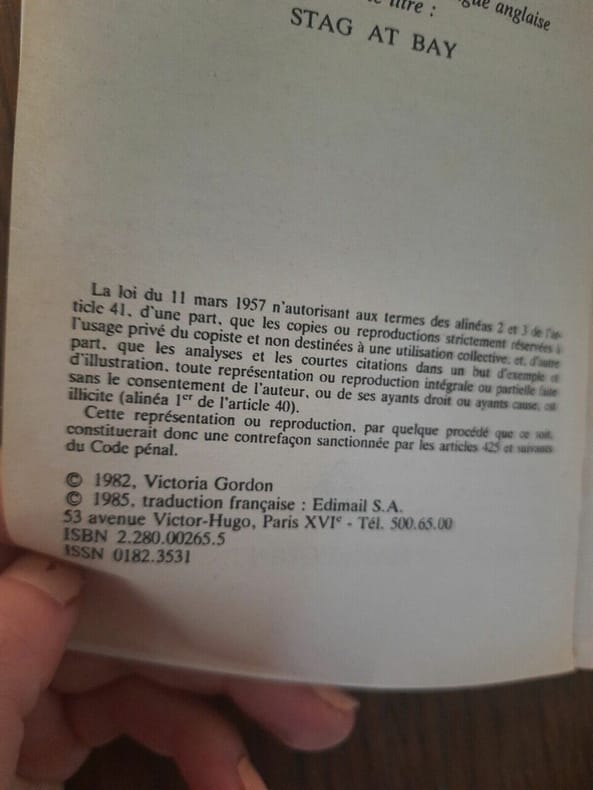 titre :
gue anglaise
STAG AT BAY
La loi du 11 mars 1957 n'autorisant aux termes des alinéas 2 et 3 de l'ar-
ticle 41, d'une part, que les copies ou reproductions strictement réservées à
l'usage privé du copiste et non destinées à une utilisation collective, et, d'autre
part, que les analyses et les courtes citations dans un but d'exemple et
d'illustration, toute représentation ou reproduction intégrale ou partielle faite
sans le consentement de l'auteur, ou de ses ayants droit ou ayants cause, est
illicite (alinéa 1er de l'article 40).
Cette représentation ou reproduction, par quelque procédé que ce soit,
constituerait donc une contrefaçon sanctionnée par les articles 425 et suivants
du Code pénal.
© 1982, Victoria Gordon
© 1985, traduction française : Edimail S.A.
53 avenue Victor-Hugo, Paris XVIe - Tél. 500.65.00
ISBN 2.280.00265.5
ISSN 0182.3531